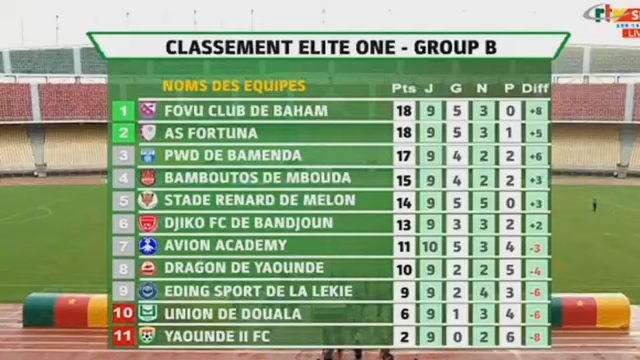 rtv S
LIV
CLASSEMENT ELITE ONE - GROUP B
NOMS DES EQUIPES Pts J G N P Diff
1 FOVU CLUB DE BAHAM 18 9 5 3 0 +8
2 AS FORTUNA 18 9 5 3 1 +5
3 PWD DE BAMENDA 17 9 4 2 2 +6
4 BAMBOUTOS DE MBOUDA 15 9 4 2 2 +3
5 STADE RENARD DE MELON 14 9 5 5 0 +3
6 DJIKO FC DE BANDJOUN 13 9 3 3 2 +2
7 AVION ACADEMY 11 10 5 3 4 -3
8 DRAGON DE YAOUNDE 10 9 2 2 5 -4
9 EDING SPORT DE LA LEKIE 9 9 2 4 3 -6
10 UNION DE DOUALA 6 9 1 3 4 -6
11 YAOUNDE II FC 2 9 0 2 6 -8